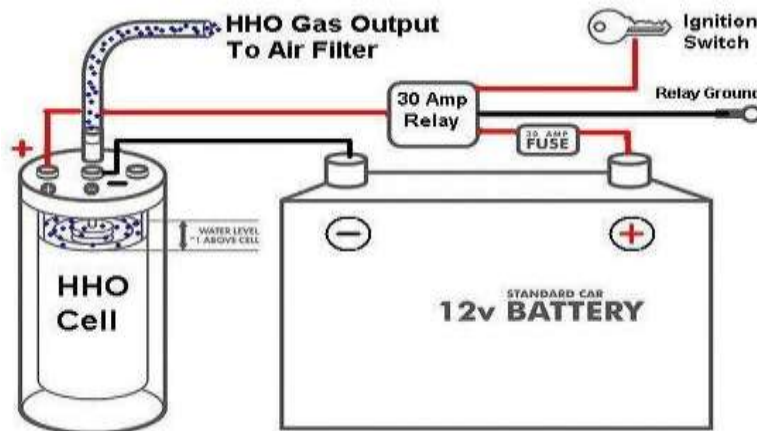 HHO Gas Output
To Air Filter
Ignition
Switch
Relay Ground
30 Amp
Relay
30 AMP
FUSE
+
−
WATER LEVEL
"1 ABOVE CELL
HHO
Cell
−
+
STANDARD CAR
12v BATTERY